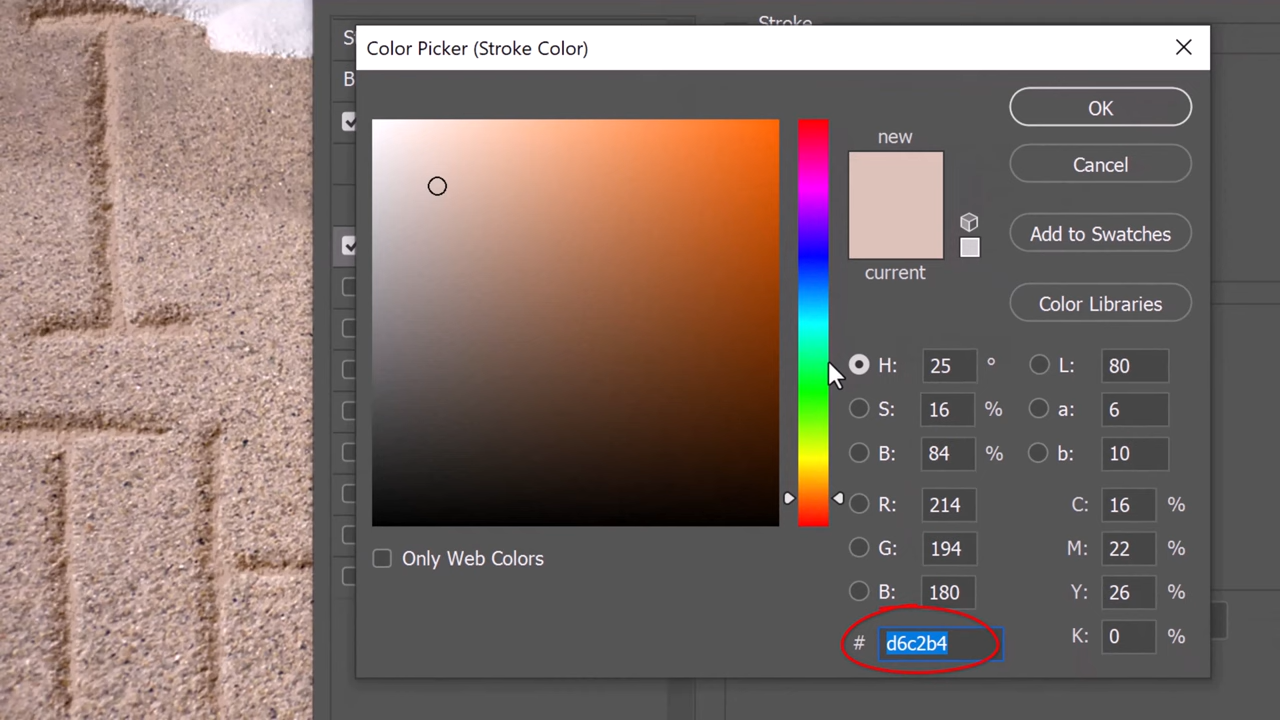 Stroke
S
Color Picker (Stroke Color)
B
OK
new
Cancel
Add to Swatches
current
Color Libraries
H: 25 °
L: 80
S: 16 %
a: 6
B: 84 %
b: 10
R: 214
C: 16 %
G: 194
M: 22 %
Only Web Colors
B: 180
Y: 26 %
# d6c2b4
K: 0 %